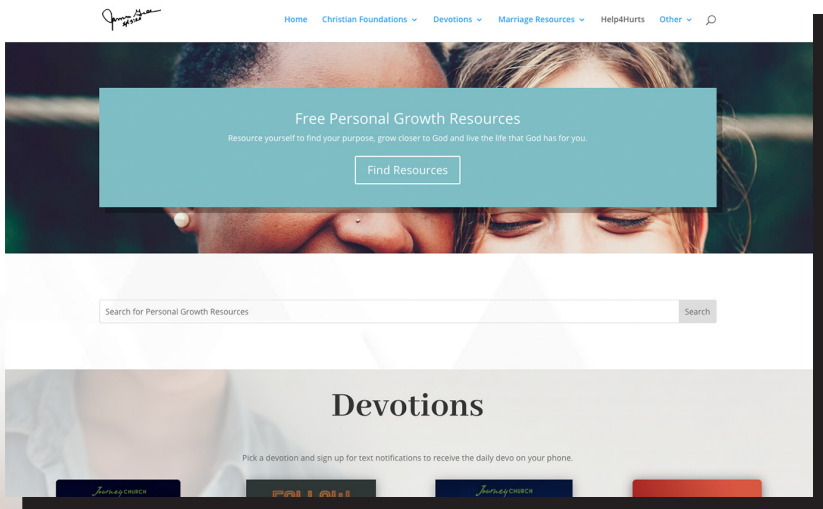 Home Christian Foundations Devotions Marriage Resources Help4Hurts Other
Free Personal Growth Resources
Resource yourself to find your purpose, grow closer to God and live the life that God has for you.
Find Resources
Search for Personal Growth Resources Search
Devotions
Pick a devotion and sign up for text notifications to receive the daily devo on your phone.
Journey CHURCH FOLLOW Journey CHURCH